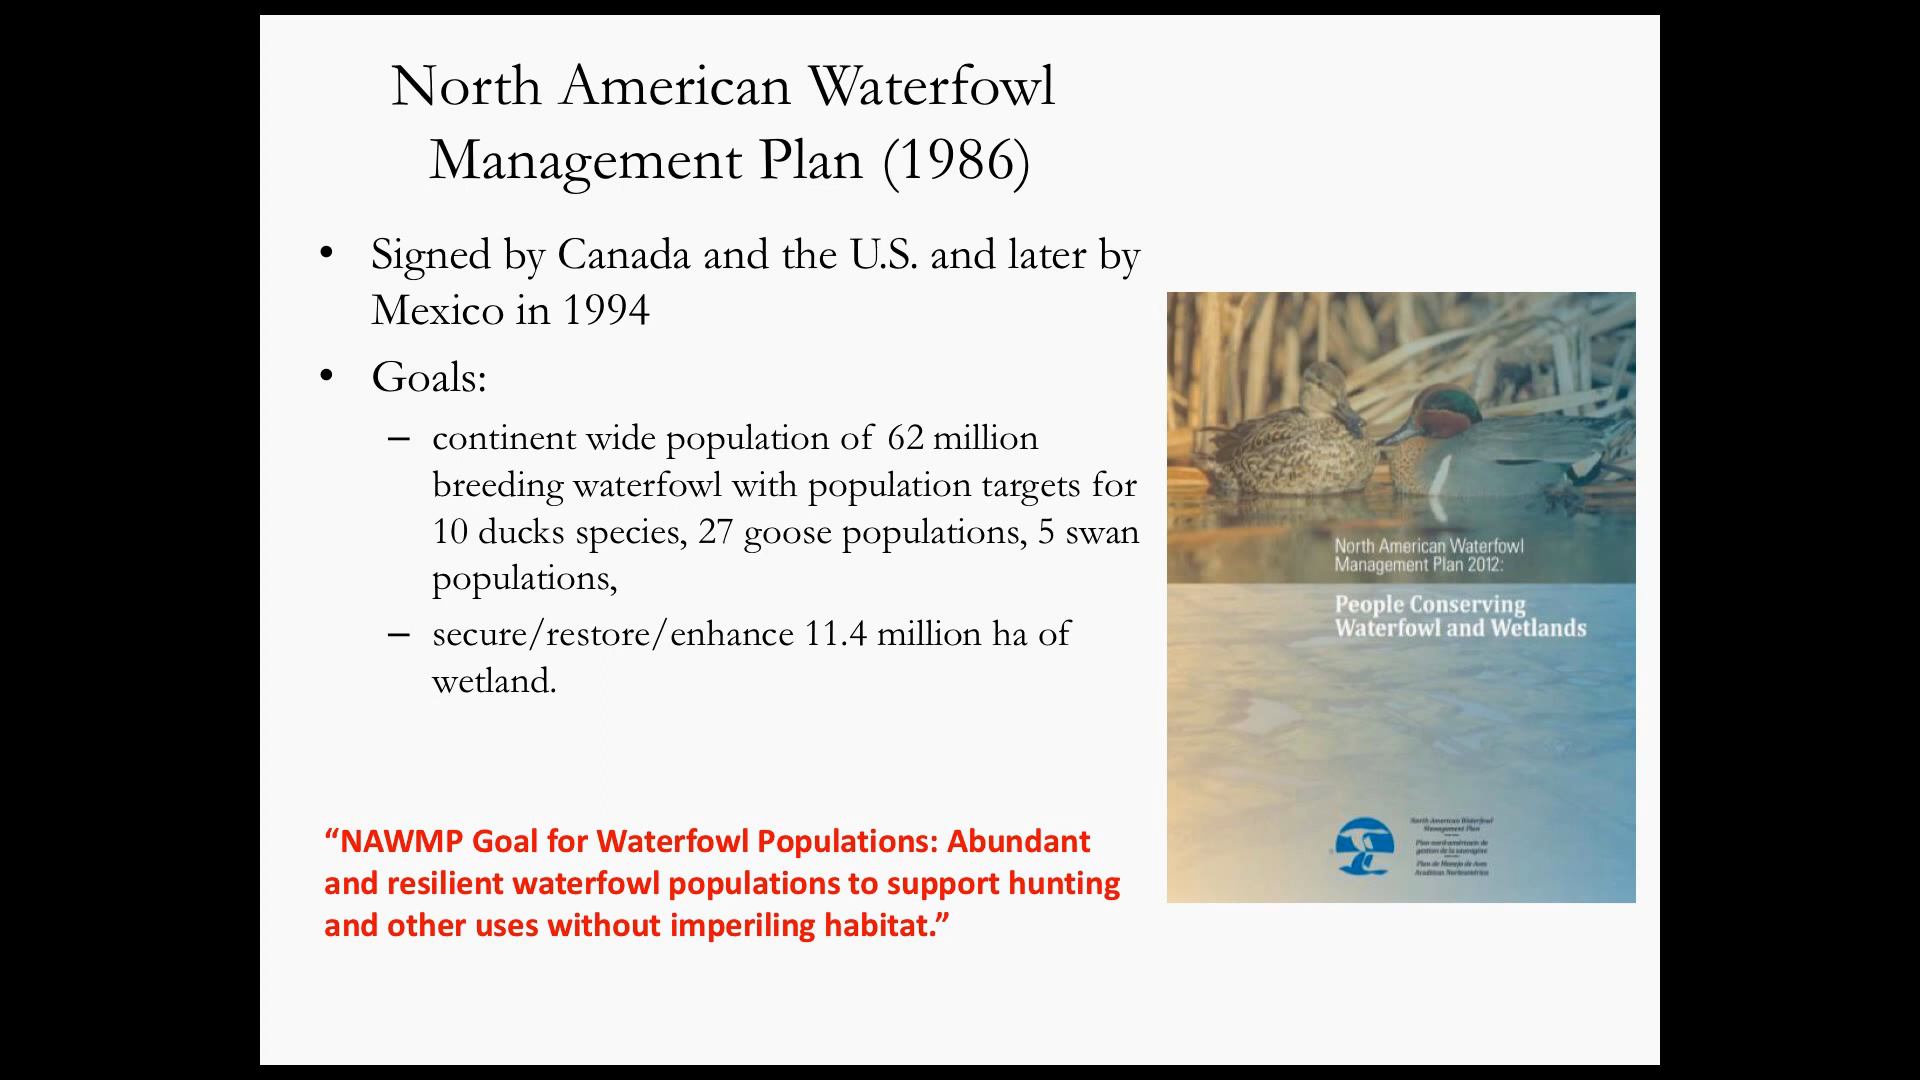 North American Waterfowl
Management Plan (1986)
• Signed by Canada and the U.S. and later by
Mexico in 1994
• Goals:
– continent wide population of 62 million
breeding waterfowl with population targets for
10 ducks species, 27 goose populations, 5 swan
populations,
– secure/restore/enhance 11.4 million ha of
wetland.
“NAWMP Goal for Waterfowl Populations: Abundant
and resilient waterfowl populations to support hunting
and other uses without imperiling habitat.”
North American Waterfowl
Management Plan 2012:
People Conserving
Waterfowl and Wetlands
North American Waterfowl
Management Plan
Plan nord-américain de
gestion de la sauvagine
Plan de Manejo de Aves
Acuáticas Norteamérica